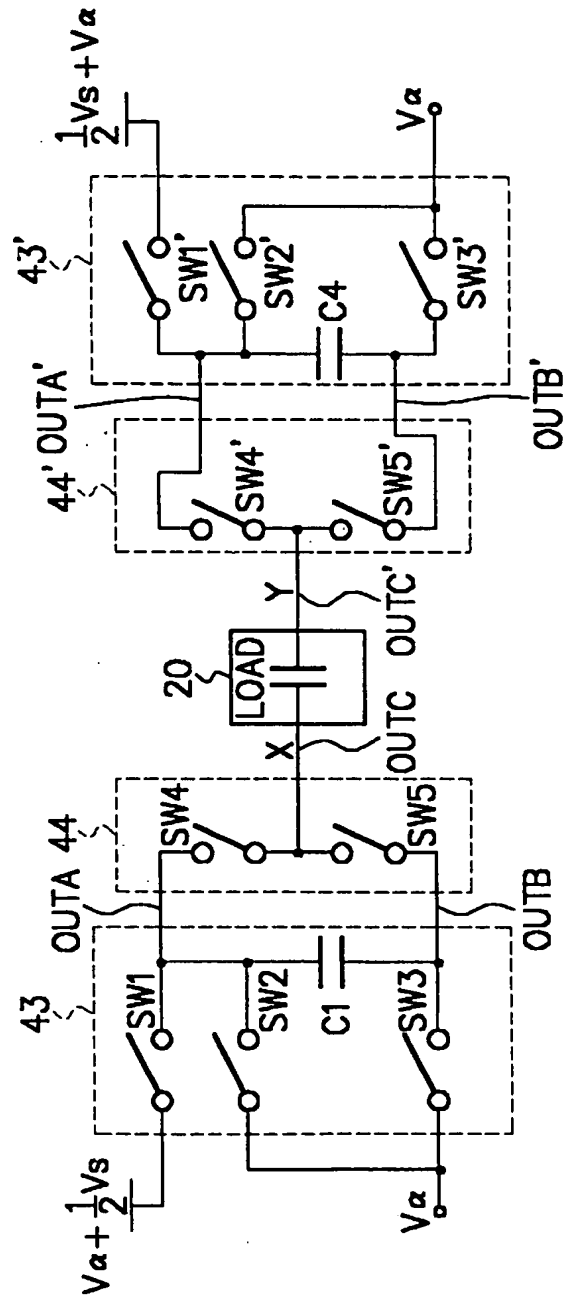 Vα+½Vs
43
OUTA
44
SW1
SW4
SW2
C1
SW3
SW5
Vα
OUTB
X
OUTC
20
LOAD
Y
OUTC'
44'
OUTA'
43'
½Vs+Vα
SW4'
SW1'
SW2'
C4
SW5'
SW3'
Vα
OUTB'